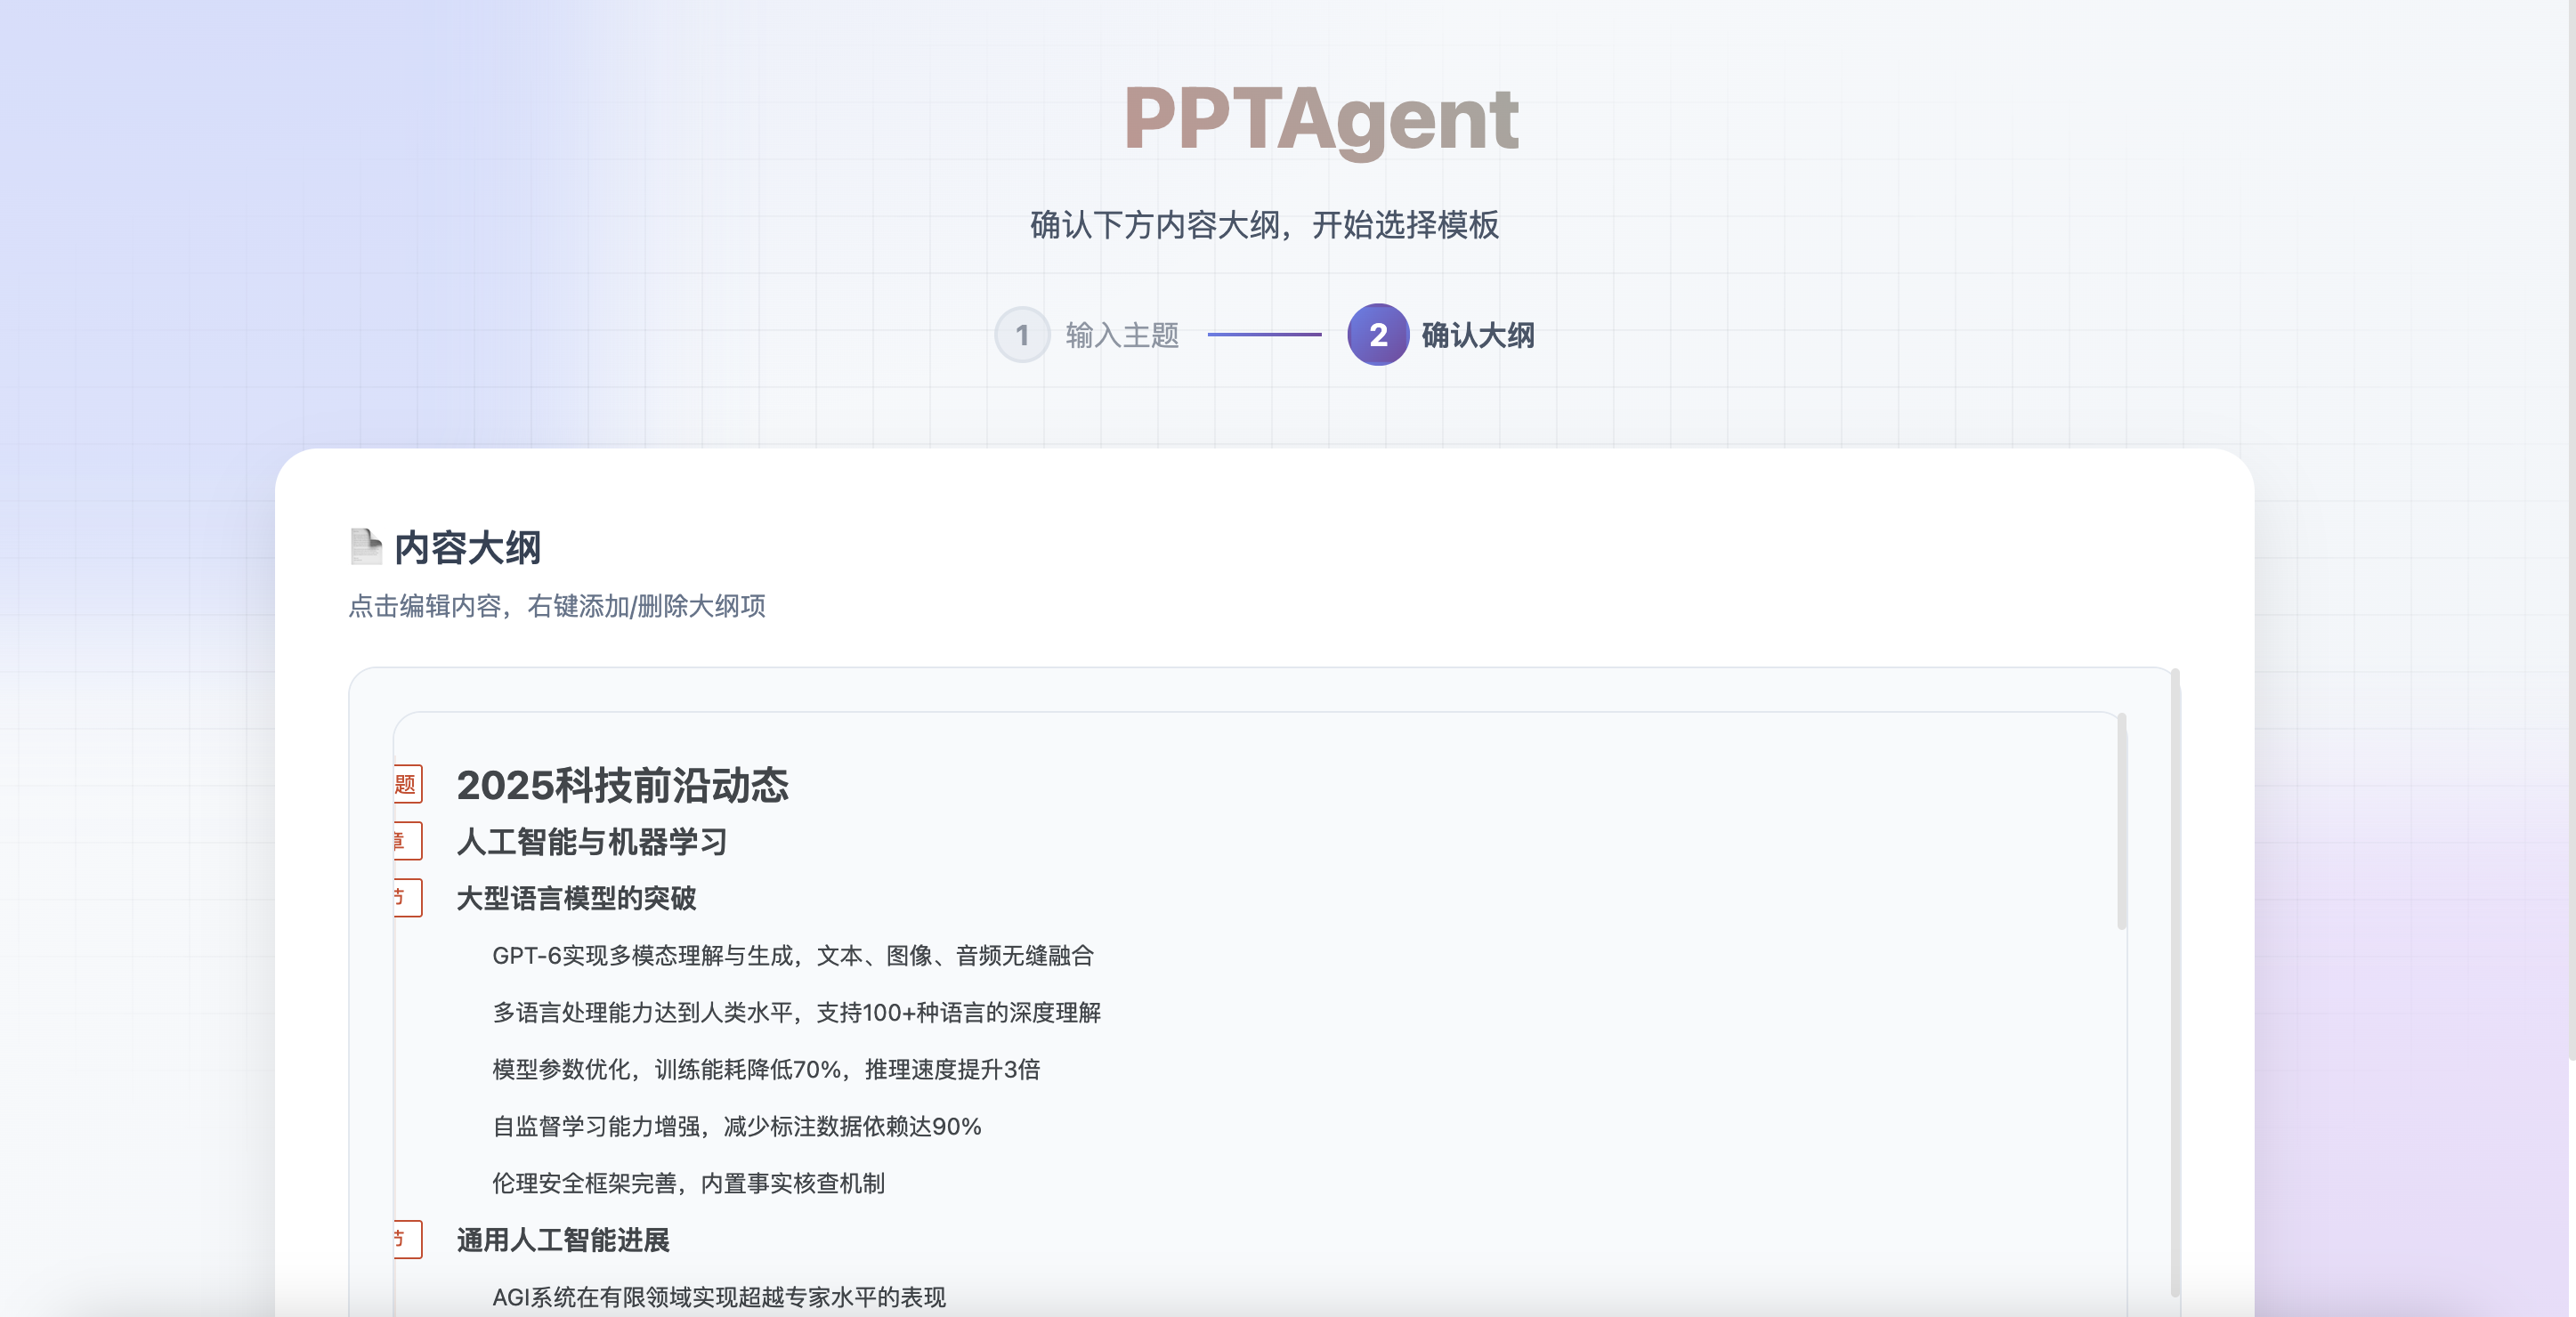 PPTAgent
确认下方内容大纲，开始选择模板
1 输入主题 2 确认大纲
内容大纲
点击编辑内容，右键添加/删除大纲项
题 2025科技前沿动态
章 人工智能与机器学习
节 大型语言模型的突破
GPT-6实现多模态理解与生成，文本、图像、音频无缝融合
多语言处理能力达到人类水平，支持100+种语言的深度理解
模型参数优化，训练能耗降低70%，推理速度提升3倍
自监督学习能力增强，减少标注数据依赖达90%
伦理安全框架完善，内置事实核查机制
节 通用人工智能进展
AGI系统在有限领域实现超越专家水平的表现